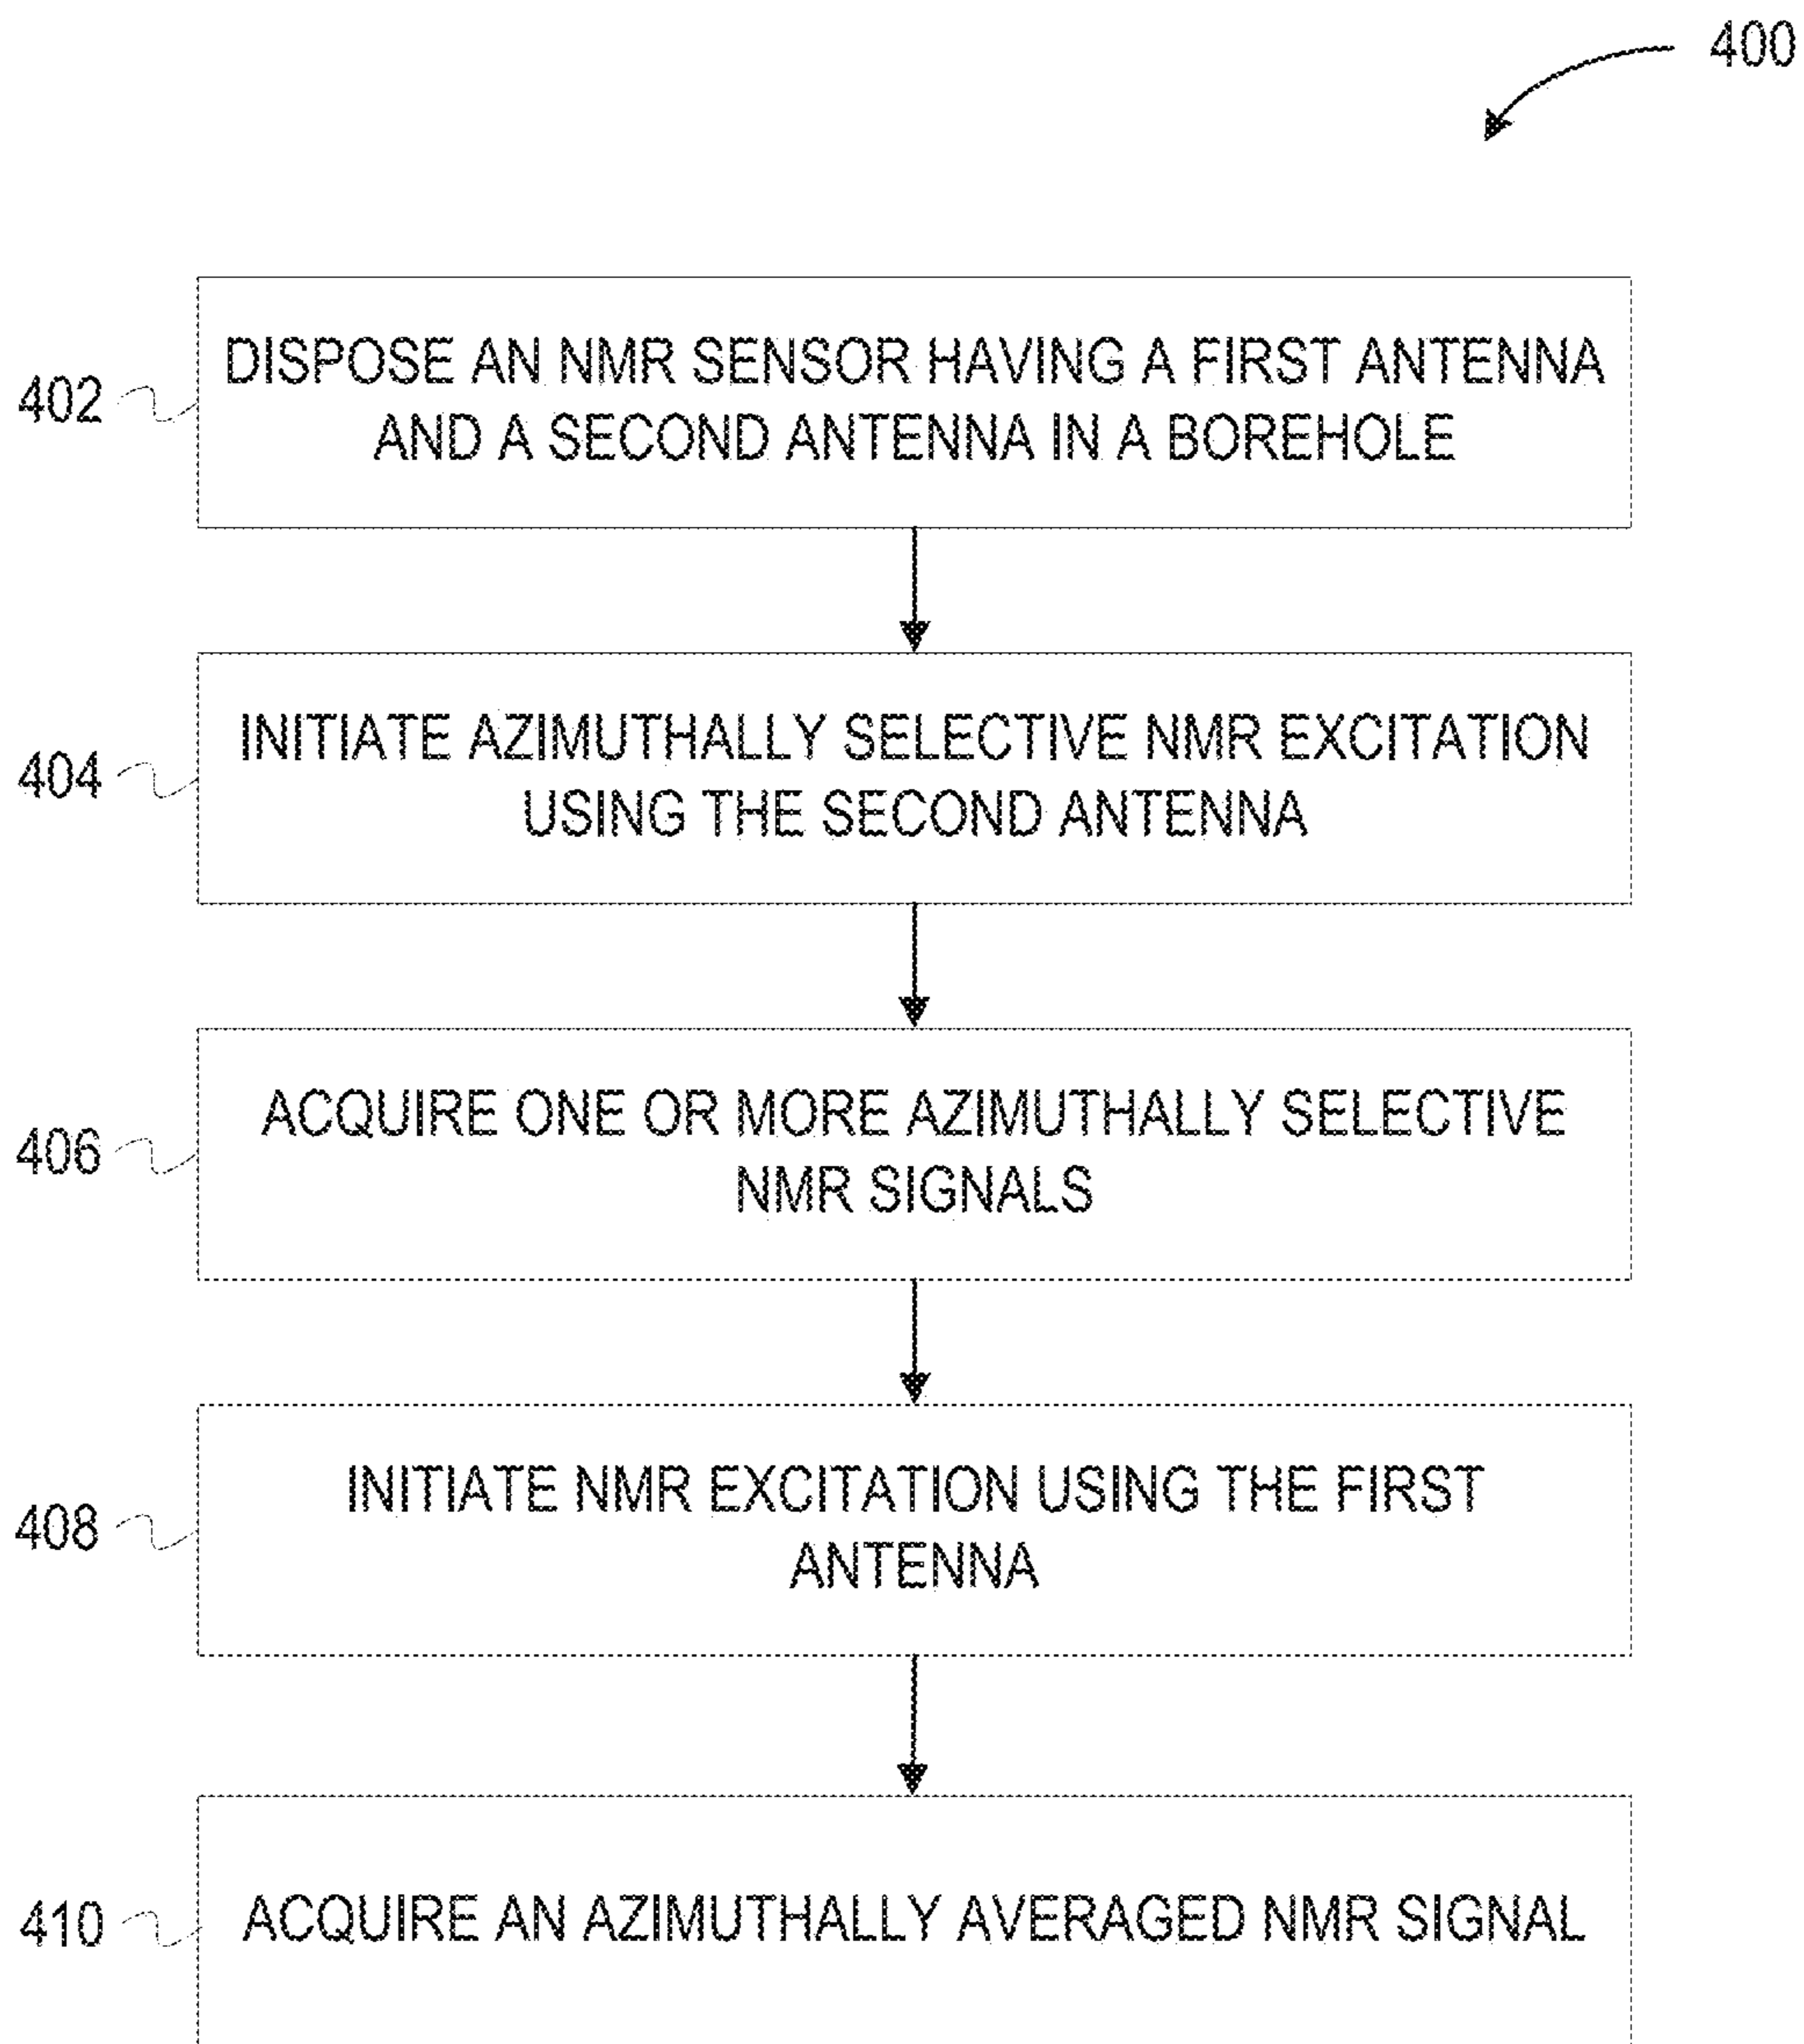 400
402
DISPOSE AN NMR SENSOR HAVING A FIRST ANTENNA
AND A SECOND ANTENNA IN A BOREHOLE
404
INITIATE AZIMUTHALLY SELECTIVE NMR EXCITATION
USING THE SECOND ANTENNA
406
ACQUIRE ONE OR MORE AZIMUTHALLY SELECTIVE
NMR SIGNALS
408
INITIATE NMR EXCITATION USING THE FIRST
ANTENNA
410
ACQUIRE AN AZIMUTHALLY AVERAGED NMR SIGNAL